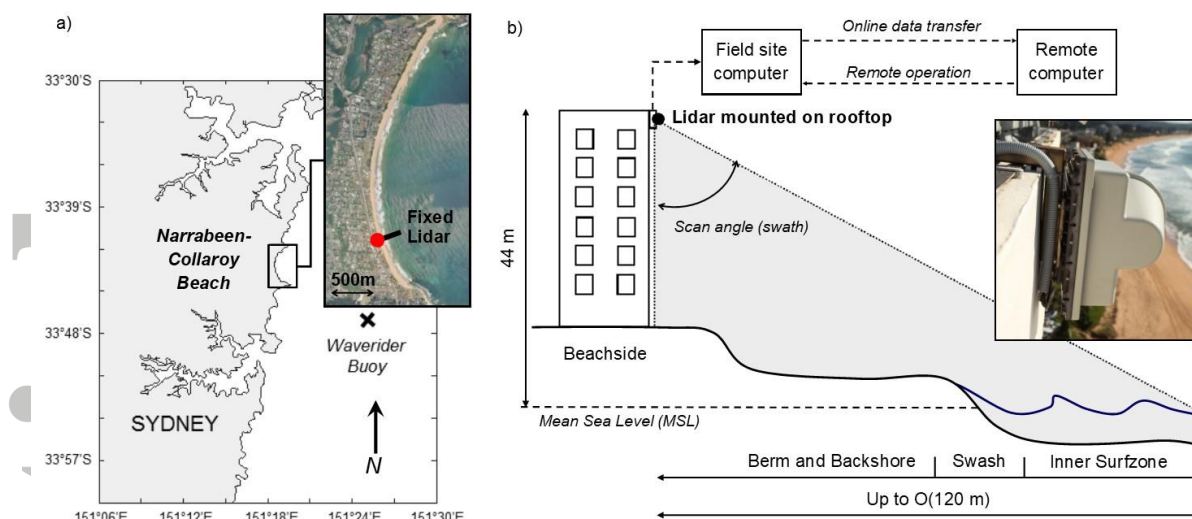 a)
33°30'S
33°39'S
33°48'S
33°57'S
151°06'E
151°12'E
151°18'E
151°24'E
151°30'E
Narrabeen-
Collaroy
Beach
SYDNEY
Fixed
Lidar
500m
Waverider
Buoy
N
b)
Field site
computer
Online data transfer
Remote operation
Remote
computer
Lidar mounted on rooftop
Scan angle (swath)
44 m
Beachside
Mean Sea Level (MSL)
Berm and Backshore
Swash
Inner Surfzone
Up to O(120 m)